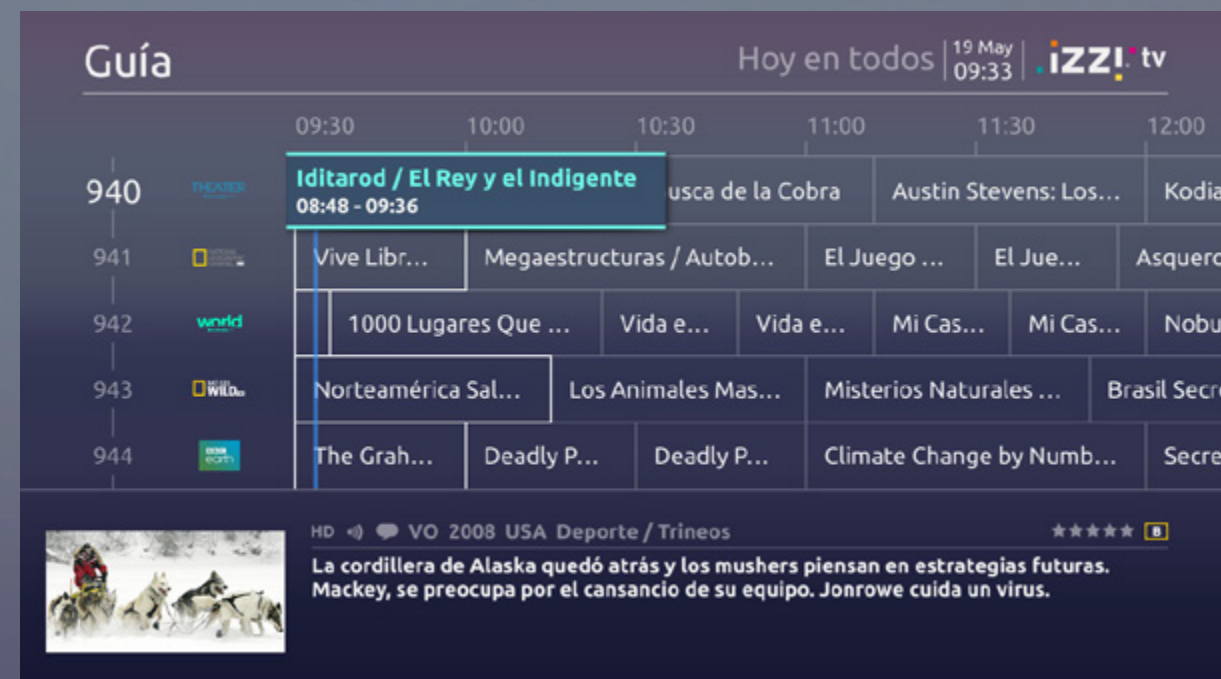 Guía
Hoy en todos
19 May
09:33
izzi tv
09:30 10:00 10:30 11:00 11:30 12:00
940 THEATER
Iditarod / El Rey y el Indigente
08:48 - 09:36
de la Cobra
Austin Stevens: Los...
941
Vive Libr...
Megaestructuras / Autob...
El Juego ...
El Jue...
942 world
1000 Lugares Que ...
Vida e...
Vida e...
Mi Cas...
Mi Cas...
943 WILD
Norteamérica Sal...
Los Animales Mas...
Misterios Naturales ...
Brasil Secr
944 BBC earth
The Grah...
Deadly P...
Deadly P...
Climate Change by Numb...
Secre
HD VO 2008 USA Deporte / Trineos
B
La cordillera de Alaska quedó atrás y los mushers piensan en estrategias futuras.
Mackey, se preocupa por el cansancio de su equipo. Jonrowe cuida un virus.